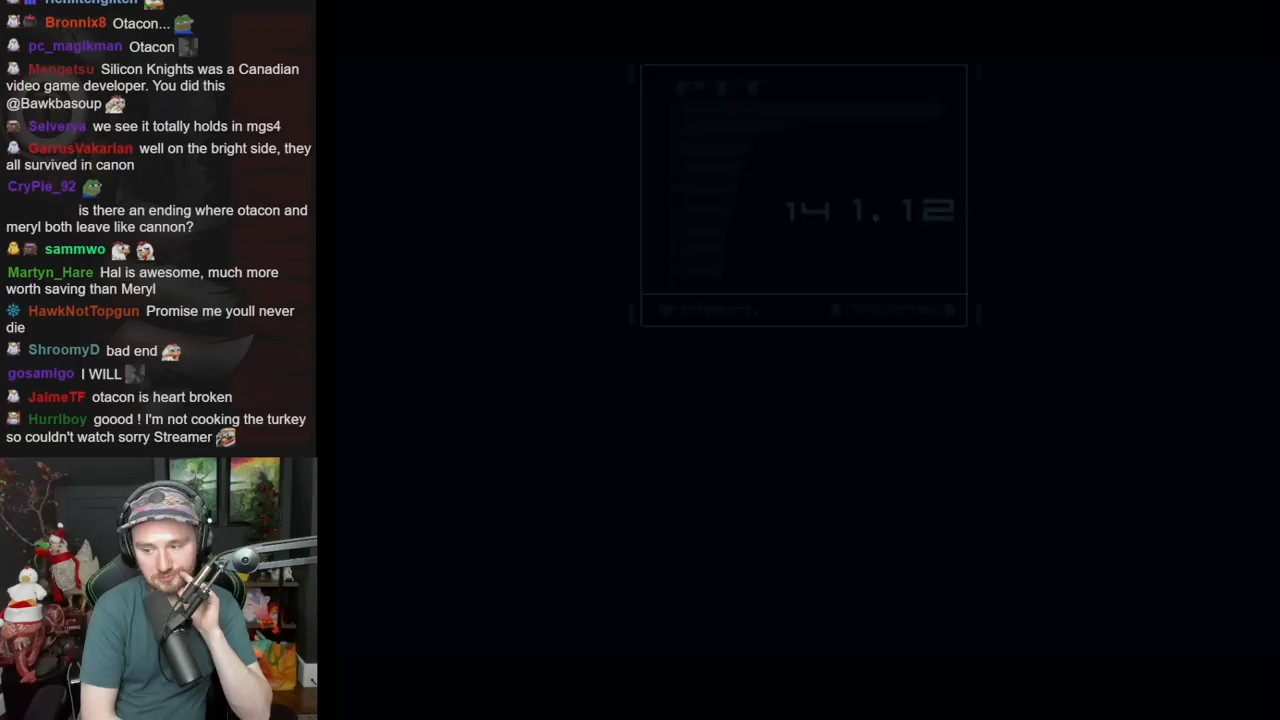 Bronnix8 Otacon...
pc_magikman Otacon
Mengetsu Silicon Knights was a Canadian
video game developer. You did this
@Bawkbasoup
Selverya we see it totally holds in mgs4
GarrusVakarian well on the bright side, they
all survived in canon
CryPie_92
is there an ending where otacon and
meryl both leave like cannon?
sammwo
Martyn_Hare Hal is awesome, much more
worth saving than Meryl
HawkNotTopgun Promise me youll never
die
ShroomyD bad end
gosamigo I WILL
JaimeTF otacon is heart broken
Hurriboy goood ! I'm not cooking the turkey
so couldn't watch sorry Streamer
PTT
141.12